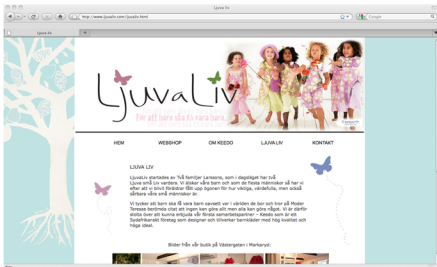 Ljuva liv
http://www.ljuvaliv.com/ljuvaliv.html
Google
Ljuva liv
LjuvaLiv
för att barn ska få vara barn
HEM WEBSHOP OM KEEDO LJUVA LIV KONTAKT
LJUVA LIV
LjuvaLiv startades av Två familjer Larssons, som i dagsläget har två
ljuva små Liv vardera. Vi älskar våra barn och som de flesta människor så har vi
efter att vi blivit föräldrar fått upp ögonen för hur viktiga, värdefulla, men också
sårbara våra små människor är.
Vi tycker att barn ska få vara barn oavsett var i världen de bor och tror på Moder
Teresas berömda citat att ingen kan göra allt men alla kan göra något. Vi är därför
stolta över att kunna erbjuda vår första samarbetspartner - Keedo som är ett
Sydafrikanskt företag som designer och tillverkar barnkläder med hög kvalitet och
höga ideal.
Bilder från vår butik på Västergatan i Markaryd: